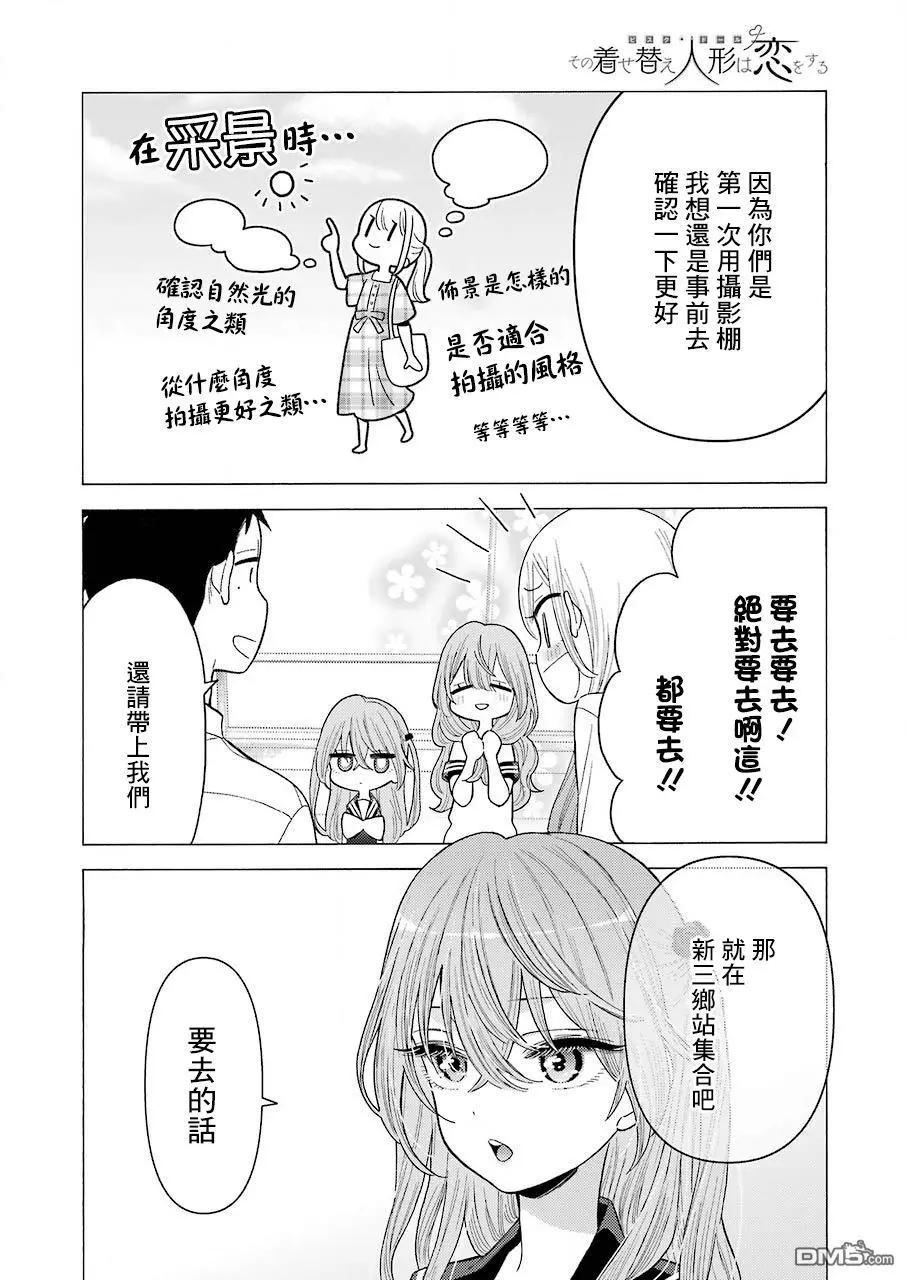 ビスク・ドール
その着せ替え人形は恋をする
因為你們是
第一次用攝影棚
我想還是事前去
確認一下更好
在采景時…
確認自然光的
角度之類
佈景是怎樣的
從什麼角度
拍攝更好之類…
是否適合
拍攝的風格
等等等等…
要去要去！
絕對要去啊這!!
都要去!!
還請帶上我們
那
就在
新三鄉站集合吧
要去的話
DM5.com